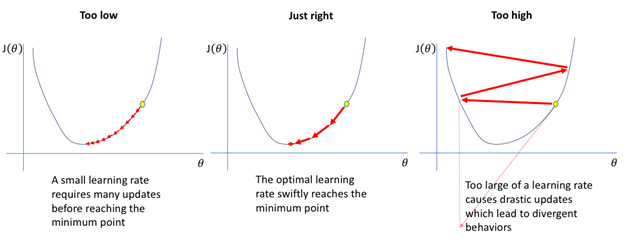 Too low
J(θ)
θ
A small learning rate
requires many updates
before reaching the
minimum point
Just right
J(θ)
θ
The optimal learning
rate swiftly reaches the
minimum point
Too high
J(θ)
θ
Too large of a learning rate
causes drastic updates
which lead to divergent
behaviors